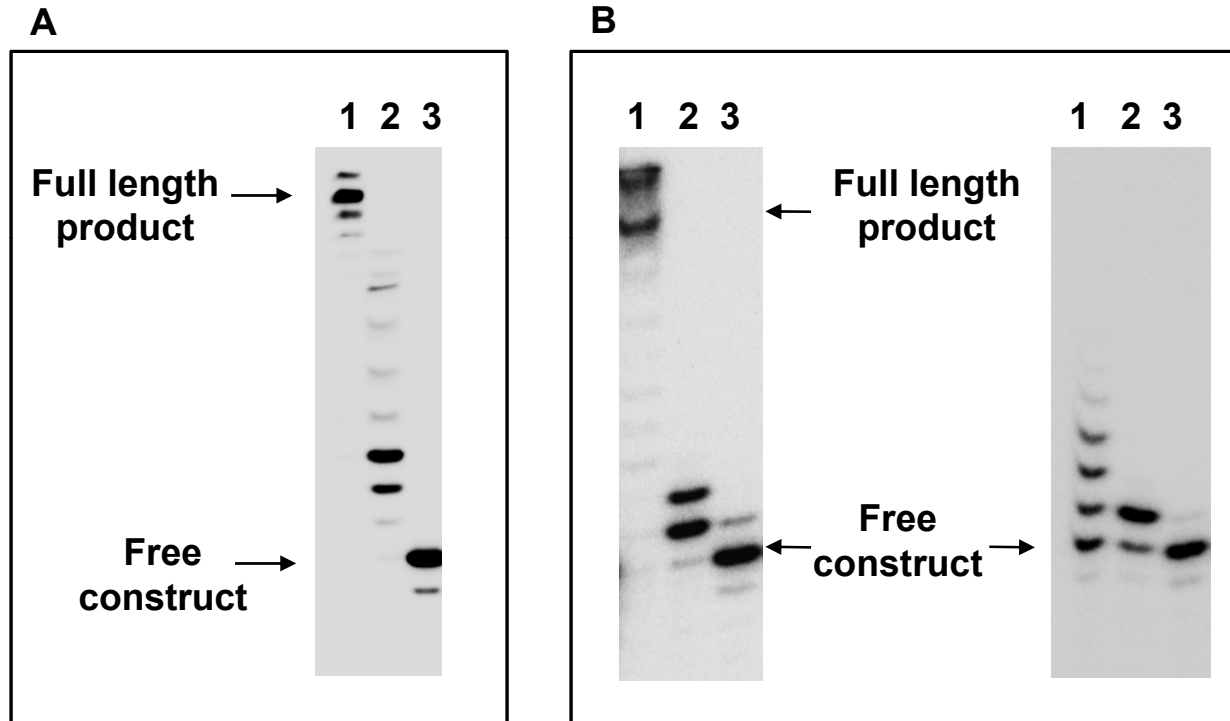 A
1 2 3
Full length
product
Free
construct
B
1 2 3
1 2 3
Full length
product
Free
construct